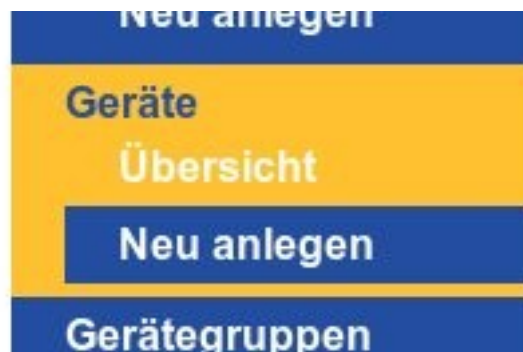 Neu anlegen
Geräte
Übersicht
Neu anlegen
Gerätegruppen